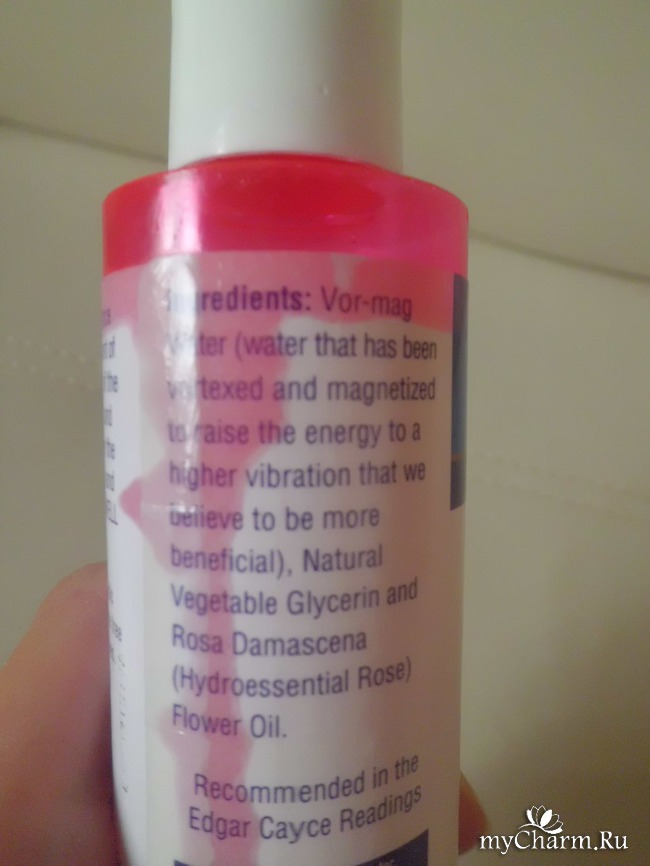 Ingredients: Vor-mag
Water (water that has been
vortexed and magnetized
to raise the energy to a
higher vibration that we
believe to be more
beneficial), Natural
Vegetable Glycerin and
Rosa Damascena
(Hydroessential Rose)
Flower Oil.
Recommended in the
Edgar Cayce Readings
myCharm.Ru